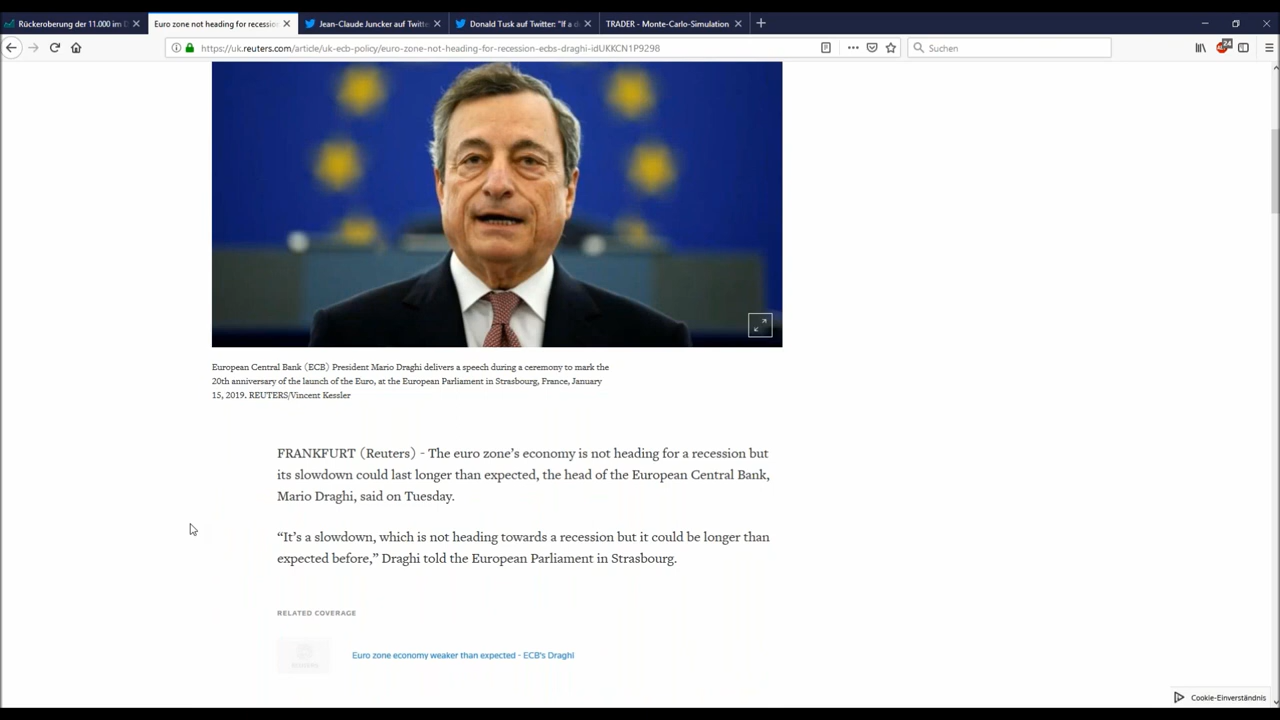 Rückeroberung der 11.000 im D
Euro zone not heading for recessio
Jean-Claude Juncker auf Twitte
Donald Tusk auf Twitter: "If a d
TRADER - Monte-Carlo-Simulation
https://uk.reuters.com/article/uk-ecb-policy/euro-zone-not-heading-for-recession-ecbs-draghi-idUKKCN1P9298
Suchen
24
European Central Bank (ECB) President Mario Draghi delivers a speech during a ceremony to mark the
20th anniversary of the launch of the Euro, at the European Parliament in Strasbourg, France, January
15, 2019. REUTERS/Vincent Kessler
FRANKFURT (Reuters) - The euro zone’s economy is not heading for a recession but
its slowdown could last longer than expected, the head of the European Central Bank,
Mario Draghi, said on Tuesday.
“It’s a slowdown, which is not heading towards a recession but it could be longer than
expected before,” Draghi told the European Parliament in Strasbourg.
RELATED COVERAGE
Euro zone economy weaker than expected - ECB's Draghi
Cookie-Einverständnis